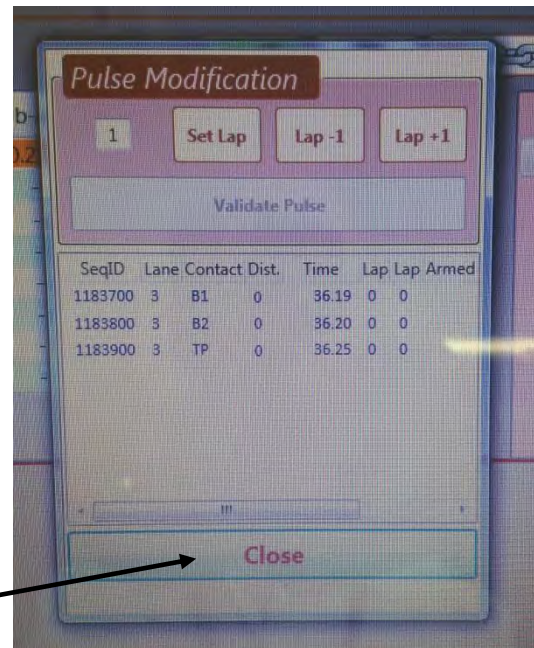 Pulse Modification
1 Set Lap Lap -1 Lap +1
Validate Pulse
SeqID Lane Contact Dist. Time Lap Lap Armed
1183700 3 B1 0 36.19 0 0
1183800 3 B2 0 36.20 0 0
1183900 3 TP 0 36.25 0 0
Close